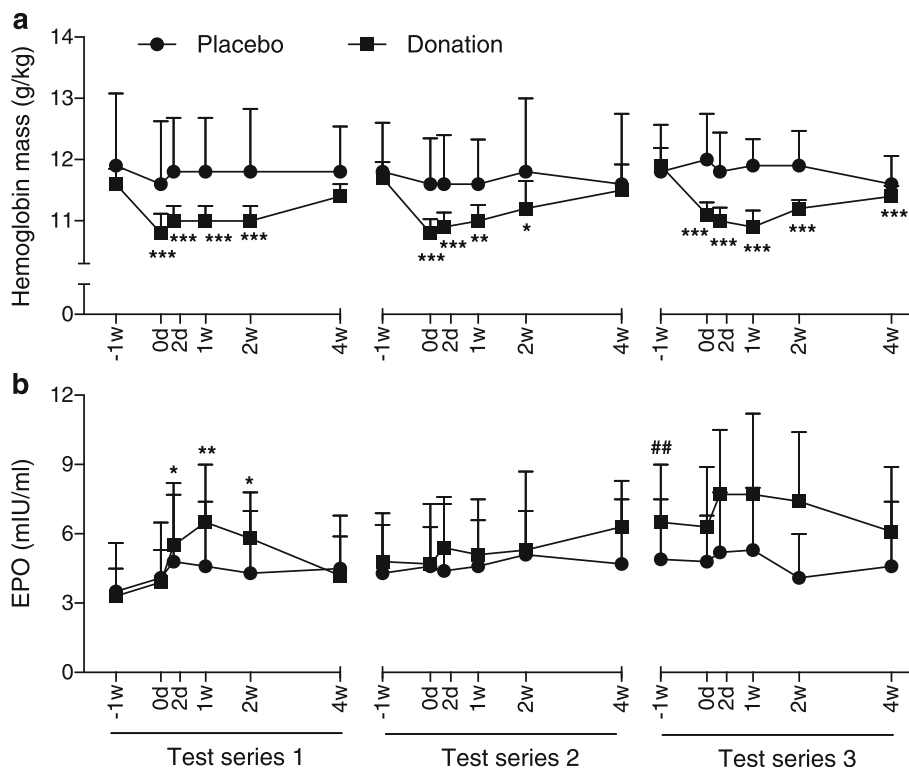 a
Placebo Donation
Hemoglobin mass (g/kg)
14
13
12
11
0
*** *** *** ***
*** *** ** *
*** *** *** *** ***
-1w 0d 2d 1w 2w 4w
-1w 0d 2d 1w 2w 4w
-1w 0d 2d 1w 2w 4w
b
EPO (mIU/ml)
12
9
6
3
0
* ** *
##
-1w 0d 2d 1w 2w 4w
-1w 0d 2d 1w 2w 4w
-1w 0d 2d 1w 2w 4w
Test series 1 Test series 2 Test series 3